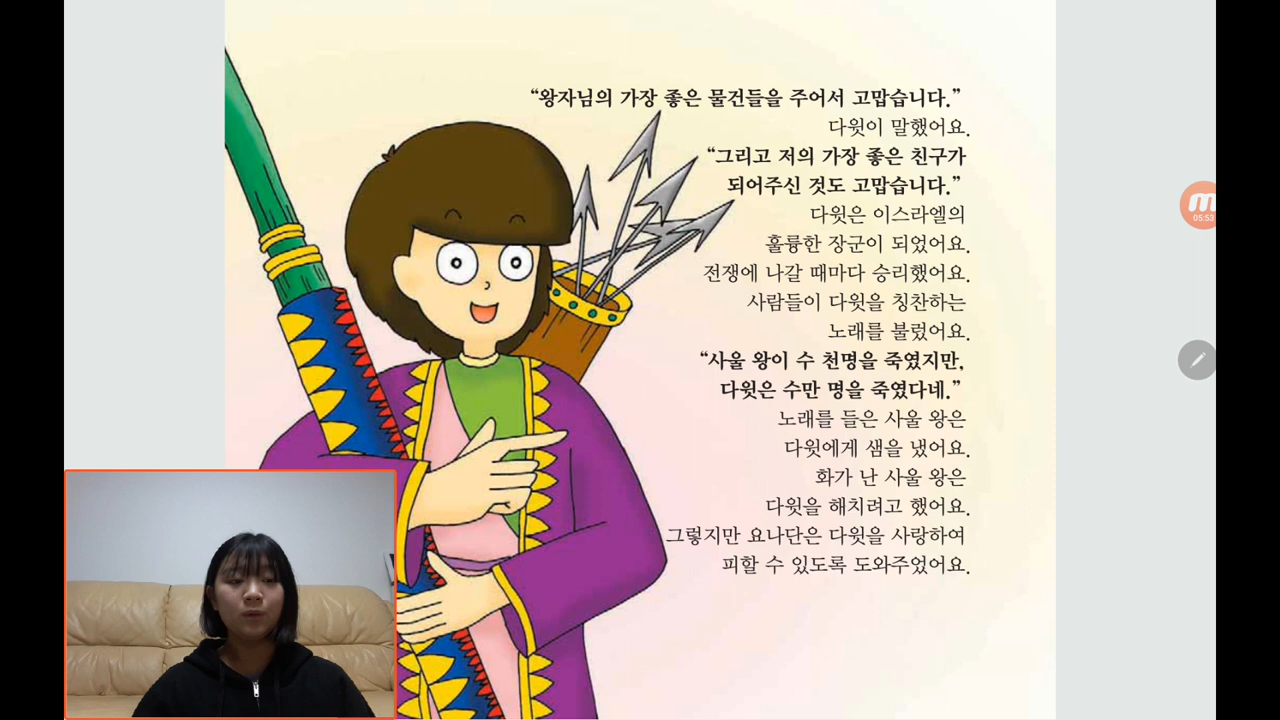 “왕자님의 가장 좋은 물건들을 주어서 고맙습니다.”
다윗이 말했어요.
“그리고 저의 가장 좋은 친구가
되어주신 것도 고맙습니다.”
다윗은 이스라엘의
훌륭한 장군이 되었어요.
전쟁에 나갈 때마다 승리했어요.
사람들이 다윗을 칭찬하는
노래를 불렀어요.
“사울 왕이 수 천명을 죽였지만,
다윗은 수만 명을 죽였다네.”
노래를 들은 사울 왕은
다윗에게 샘을 냈어요.
화가 난 사울 왕은
다윗을 해치려고 했어요.
그렇지만 요나단은 다윗을 사랑하여
피할 수 있도록 도와주었어요.
05:53